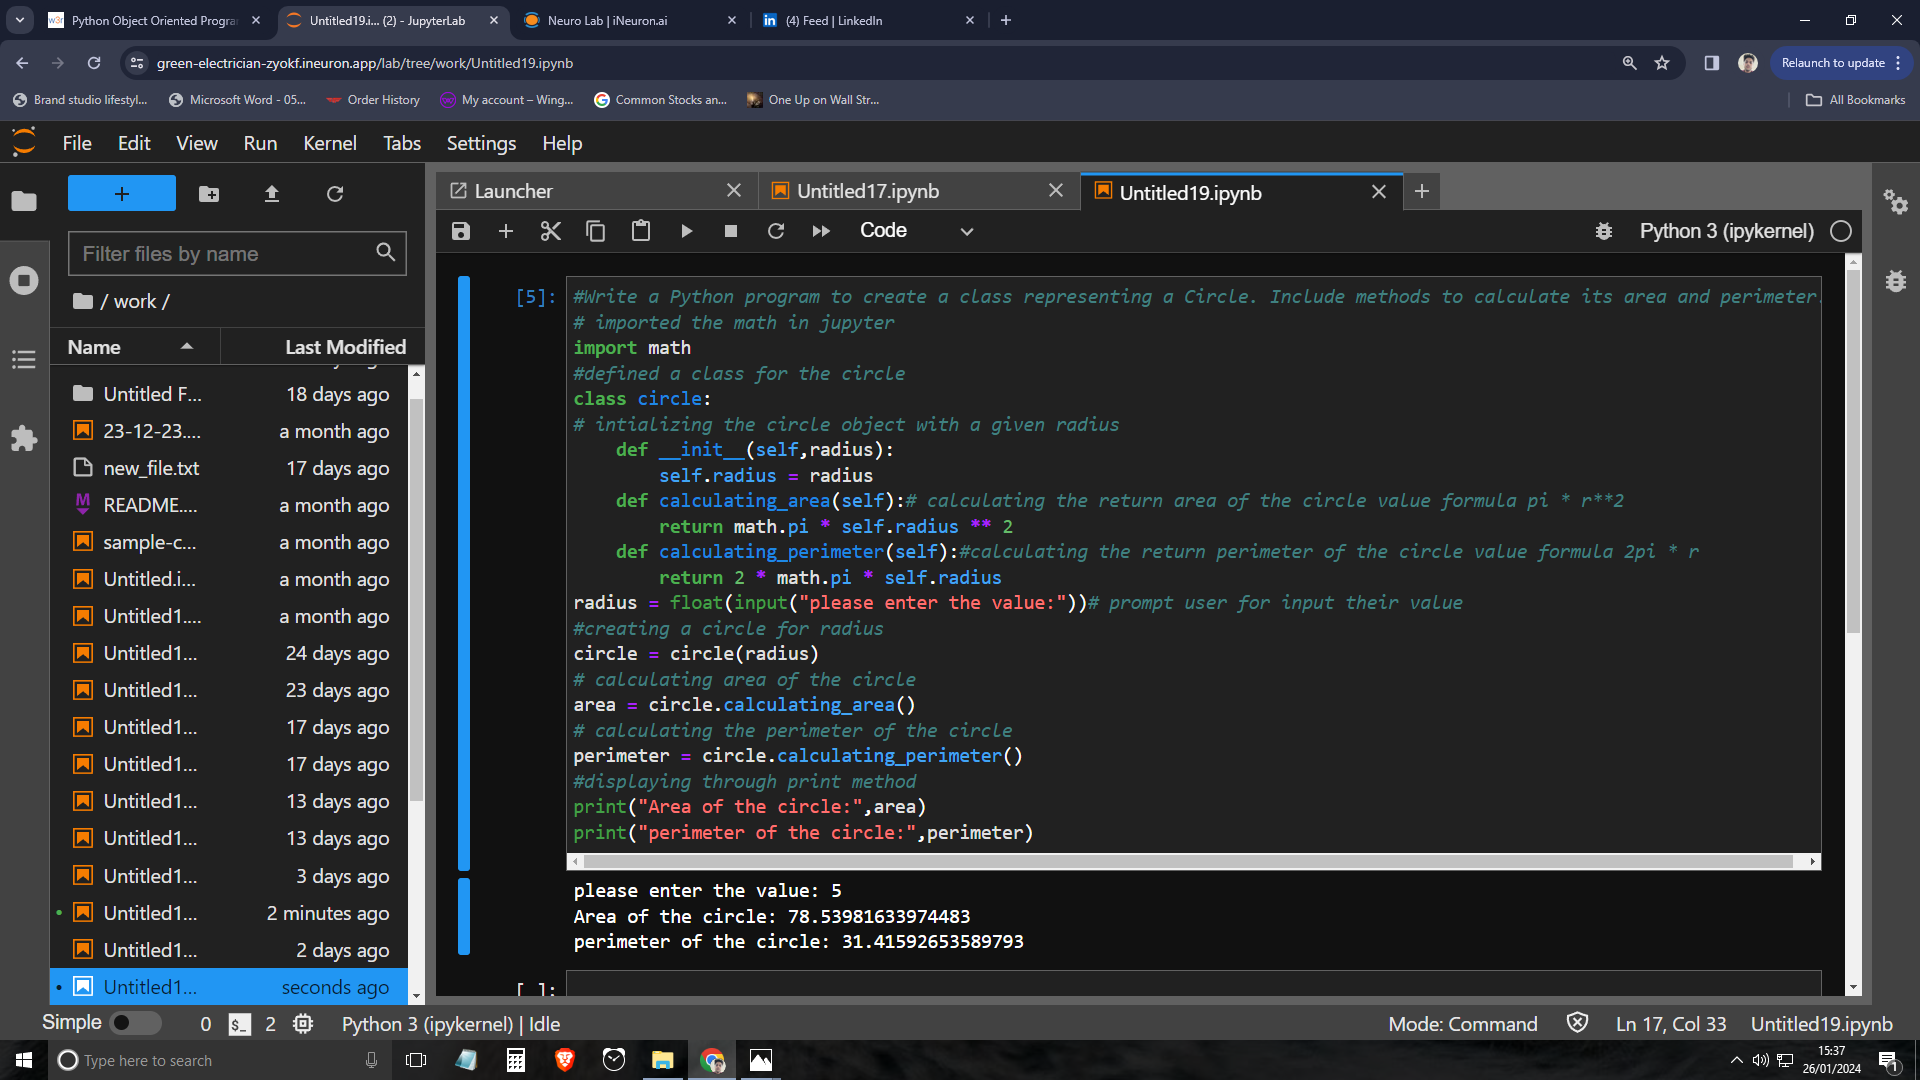 Python Object Oriented Progra
Untitled19.i... (2) - JupyterLab
Neuro Lab | iNeuron.ai
(4) Feed | LinkedIn
green-electrician-zyokf.ineuron.app/lab/tree/work/Untitled19.ipynb
Relaunch to update
Brand studio lifestyl...
Microsoft Word - 05...
Order History
My account – Wing...
Common Stocks an...
One Up on Wall Str...
All Bookmarks
File Edit View Run Kernel Tabs Settings Help
Launcher
Untitled17.ipynb
Untitled19.ipynb
Filter files by name
Code
Python 3 (ipykernel)
/ work /
Name Last Modified
Untitled F... 18 days ago
23-12-23.... a month ago
new_file.txt 17 days ago
README.... a month ago
sample-c... a month ago
Untitled.i... a month ago
Untitled1.... a month ago
Untitled1... 24 days ago
Untitled1... 23 days ago
Untitled1... 17 days ago
Untitled1... 17 days ago
Untitled1... 13 days ago
Untitled1... 13 days ago
Untitled1... 3 days ago
Untitled1... 2 minutes ago
Untitled1... 2 days ago
Untitled1... seconds ago
[5]:
#Write a Python program to create a class representing a Circle. Include methods to calculate its area and perimeter.
# imported the math in jupyter
import math
#defined a class for the circle
class circle:
# intializing the circle object with a given radius
    def __init__(self,radius):
        self.radius = radius
    def calculating_area(self):# calculating the return area of the circle value formula pi * r**2
        return math.pi * self.radius ** 2
    def calculating_perimeter(self):#calculating the return perimeter of the circle value formula 2pi * r
        return 2 * math.pi * self.radius
radius = float(input("please enter the value:"))# prompt user for input their value
#creating a circle for radius
circle = circle(radius)
# calculating area of the circle
area = circle.calculating_area()
# calculating the perimeter of the circle
perimeter = circle.calculating_perimeter()
#displaying through print method
print("Area of the circle:",area)
print("perimeter of the circle:",perimeter)
please enter the value: 5
Area of the circle: 78.53981633974483
perimeter of the circle: 31.41592653589793
[ ]:
Simple 0 $_ 2 Python 3 (ipykernel) | Idle
Mode: Command Ln 17, Col 33 Untitled19.ipynb
Type here to search
15:37
26/01/2024
1